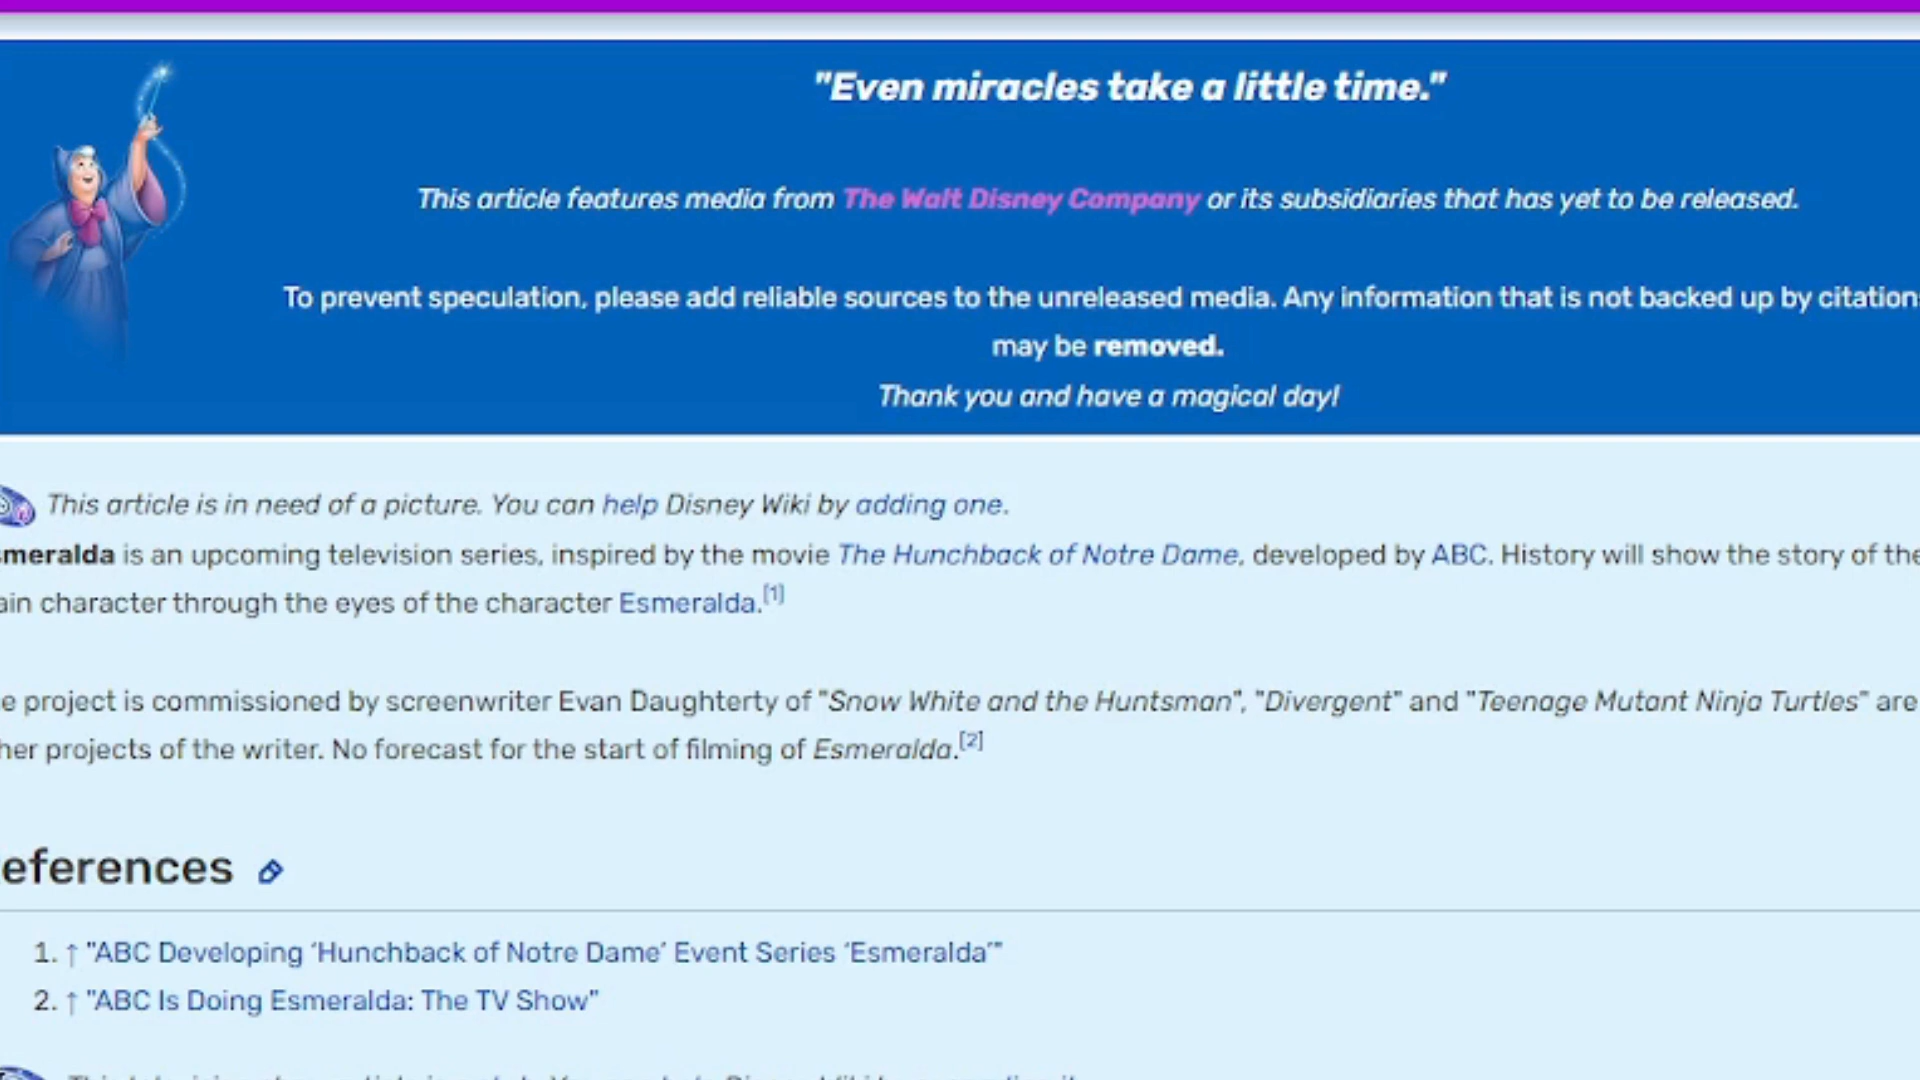 "Even miracles take a little time."
This article features media from The Walt Disney Company or its subsidiaries that has yet to be released.
To prevent speculation, please add reliable sources to the unreleased media. Any information that is not backed up by citation
may be removed.
Thank you and have a magical day!
This article is in need of a picture. You can help Disney Wiki by adding one.
meralda is an upcoming television series, inspired by the movie The Hunchback of Notre Dame, developed by ABC. History will show the story of the
ain character through the eyes of the character Esmeralda.[1]
e project is commissioned by screenwriter Evan Daughterty of "Snow White and the Huntsman", "Divergent" and "Teenage Mutant Ninja Turtles" are
her projects of the writer. No forecast for the start of filming of Esmeralda.[2]
eferences
1. ↑ "ABC Developing ‘Hunchback of Notre Dame’ Event Series ‘Esmeralda’"
2. ↑ "ABC Is Doing Esmeralda: The TV Show"